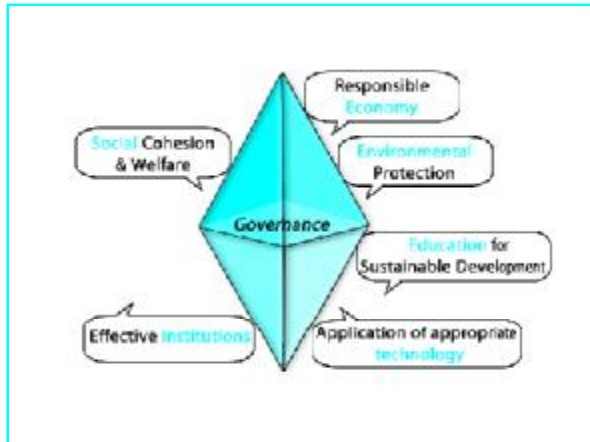 Responsible
Economy
Social Cohesion
& Welfare
Environmental
Protection
Governance
Education for
Sustainable Development
Effective Institutions
Application of appropriate
technology